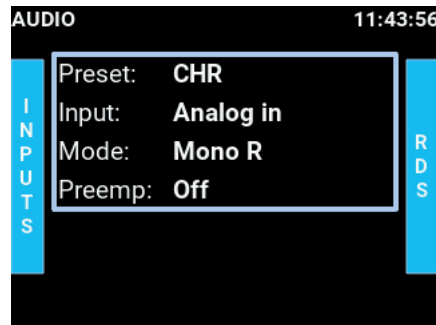 AUDIO 11:43:56
INPUTS
Preset: CHR
Input: Analog in
Mode: Mono R
Preemp: Off
RDS